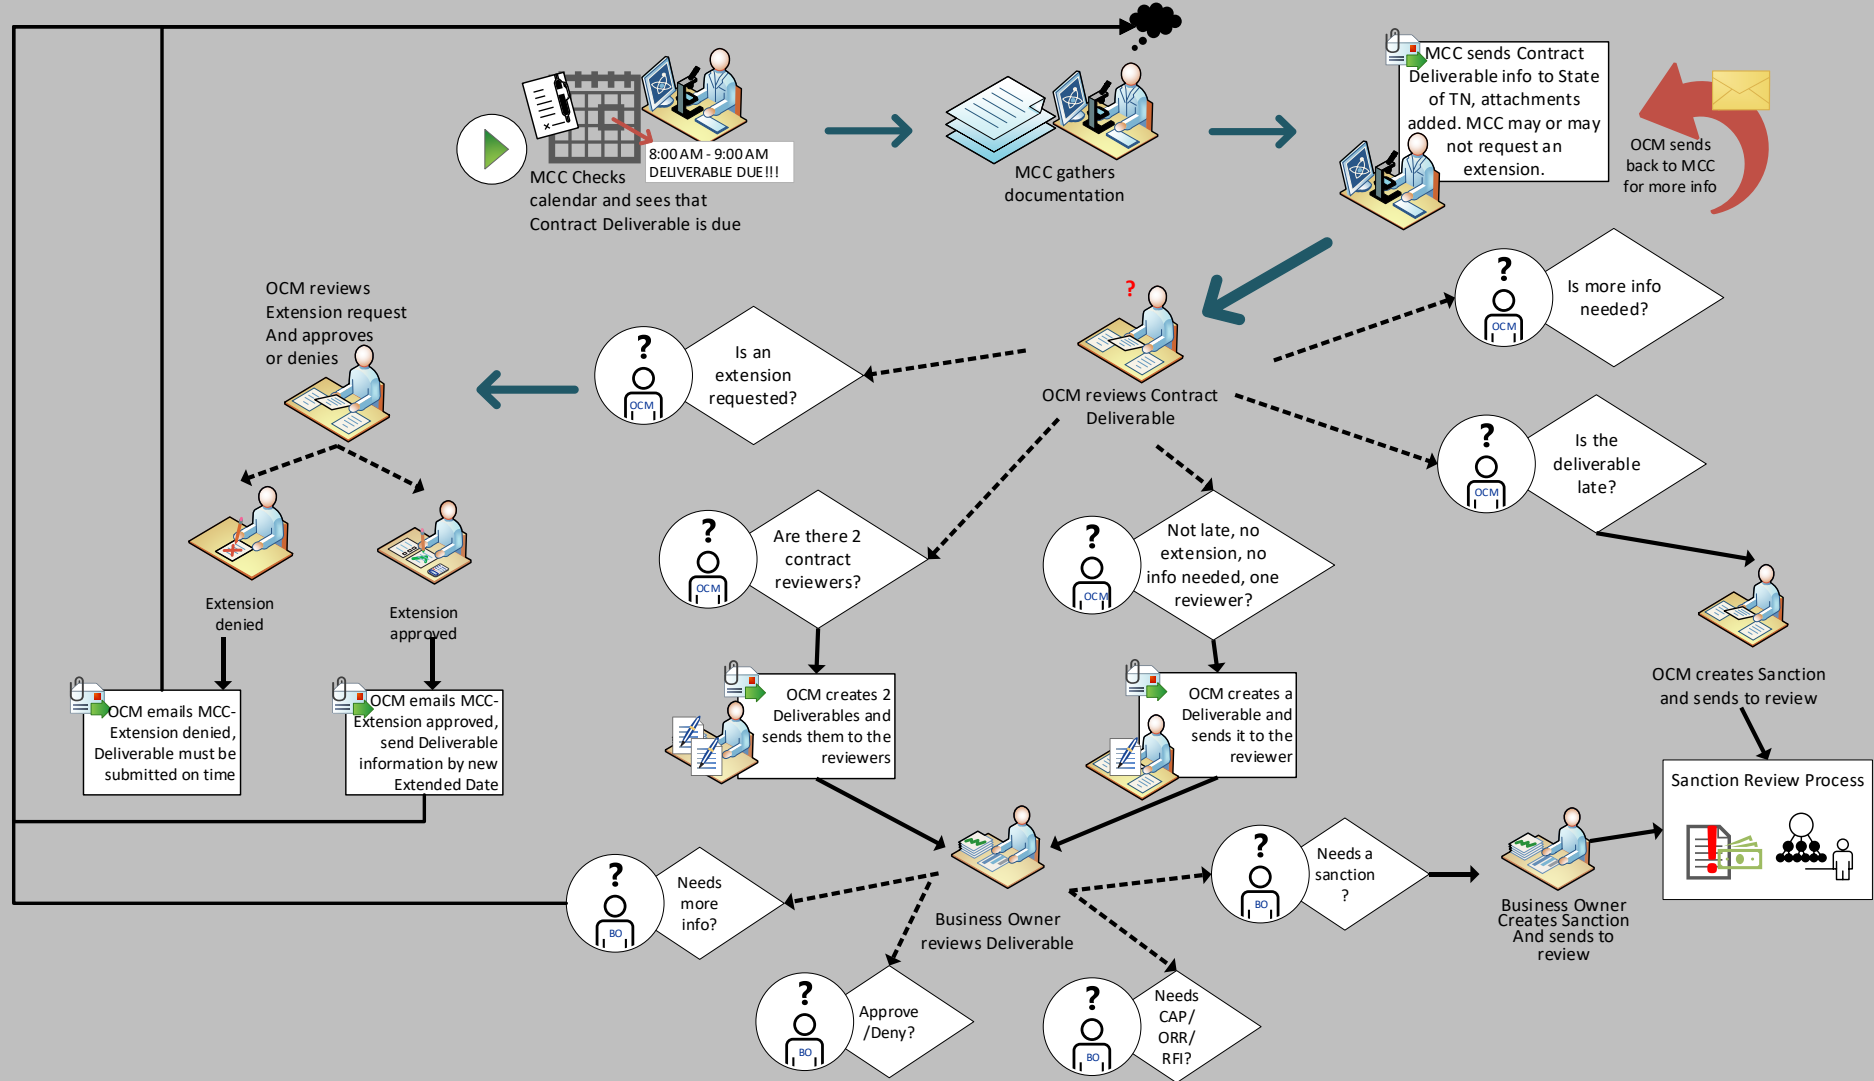 8:00 AM - 9:00 AM
DELIVERABLE DUE!!!
MCC Checks
calendar and sees that
Contract Deliverable is due
MCC gathers
documentation
MCC sends Contract
Deliverable info to State
of TN, attachments
added. MCC may or may
not request an
extension.
OCM sends
back to MCC
for more info
OCM reviews
Extension request
And approves
or denies
?
OCM
Is an
extension
requested?
?
OCM reviews Contract
Deliverable
?
OCM
Is more info
needed?
?
OCM
Is the
deliverable
late?
?
OCM
Are there 2
contract
reviewers?
?
OCM
Not late, no
extension, no
info needed, one
reviewer?
Extension
denied
Extension
approved
OCM creates Sanction
and sends to review
OCM emails MCC-
Extension denied,
Deliverable must be
submitted on time
OCM emails MCC-
Extension approved,
send Deliverable
information by new
Extended Date
OCM creates 2
Deliverables and
sends them to the
reviewers
OCM creates a
Deliverable and
sends it to the
reviewer
Sanction Review Process
?
BO
Needs
more
info?
Business Owner
reviews Deliverable
?
BO
Needs a
sanction
?
Business Owner
Creates Sanction
And sends to
review
?
BO
Approve
/Deny?
?
BO
Needs
CAP/
ORR/
RFI?